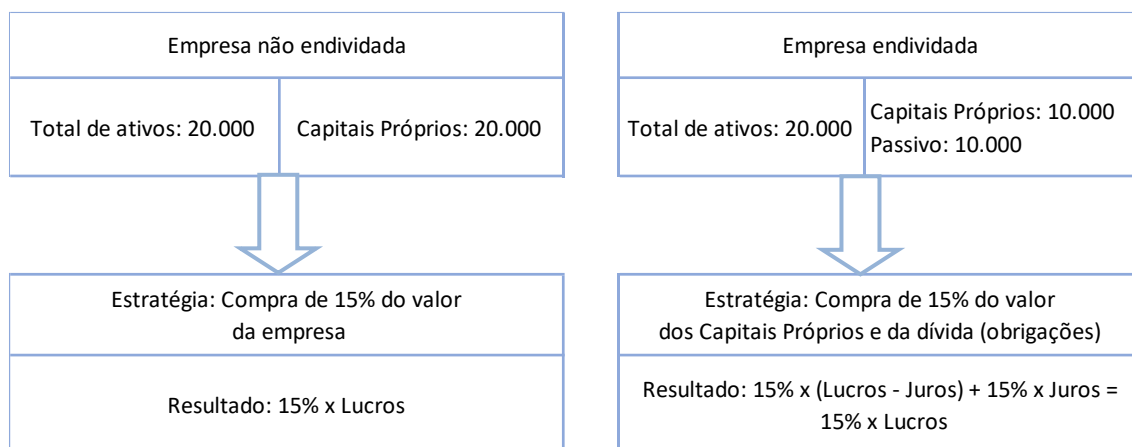 Empresa não endividada
Total de ativos: 20.000
Capitais Próprios: 20.000
Estratégia: Compra de 15% do valor
da empresa
Resultado: 15% x Lucros
Empresa endividada
Total de ativos: 20.000
Capitais Próprios: 10.000
Passivo: 10.000
Estratégia: Compra de 15% do valor
dos Capitais Próprios e da dívida (obrigações)
Resultado: 15% x (Lucros - Juros) + 15% x Juros =
15% x Lucros